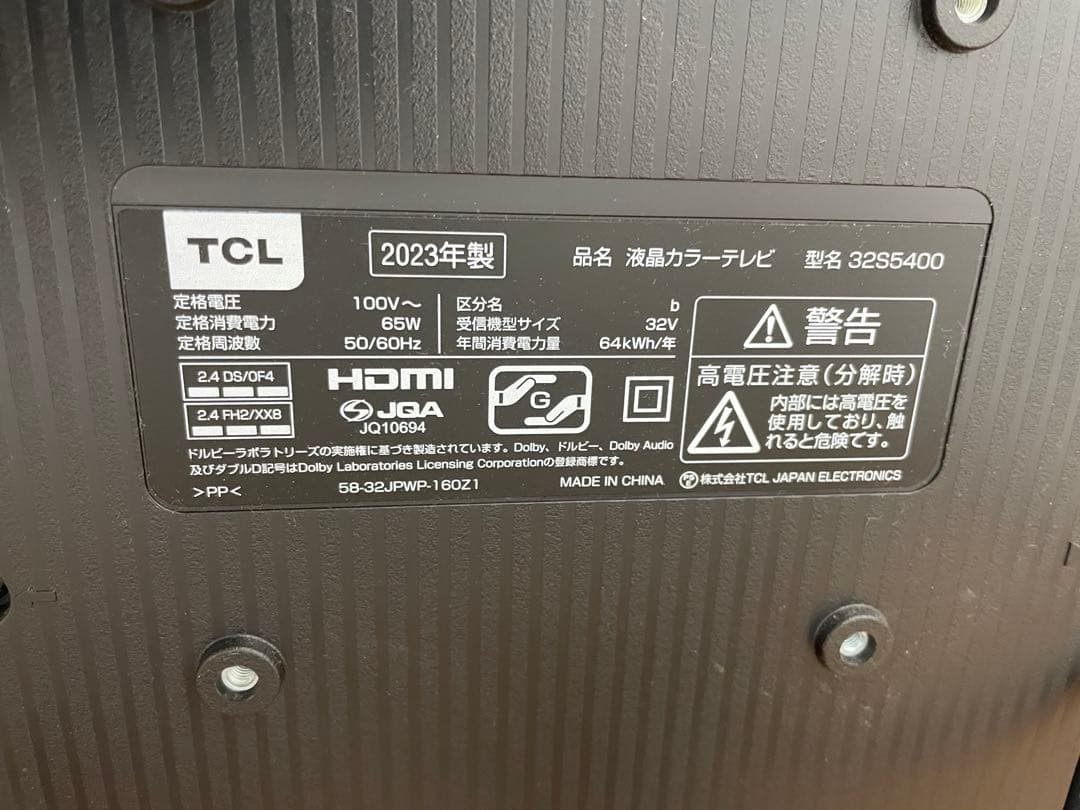 TCL
2023年製
品名 液晶カラーテレビ 型名 32S5400
定格電圧 100V～
定格消費電力 65W
定格周波数 50/60Hz
区分名 b
受信機型サイズ 32V
年間消費電力量 64kWh/年
2.4 DS/OF4
2.4 FH2/XXB
HDMI
JQA
JQ10694
G
警告
高電圧注意(分解時)
内部には高電圧を
使用しており、触
れると危険です。
ドルビーラボラトリーズの実施権に基づき製造されています。Dolby、ドルビー、Dolby Audio
及びダブルD記号はDolby Laboratories Licensing Corporationの登録商標です。
>PP<
58-32JPWP-160Z1
MADE IN CHINA
株式会社TCL JAPAN ELECTRONICS